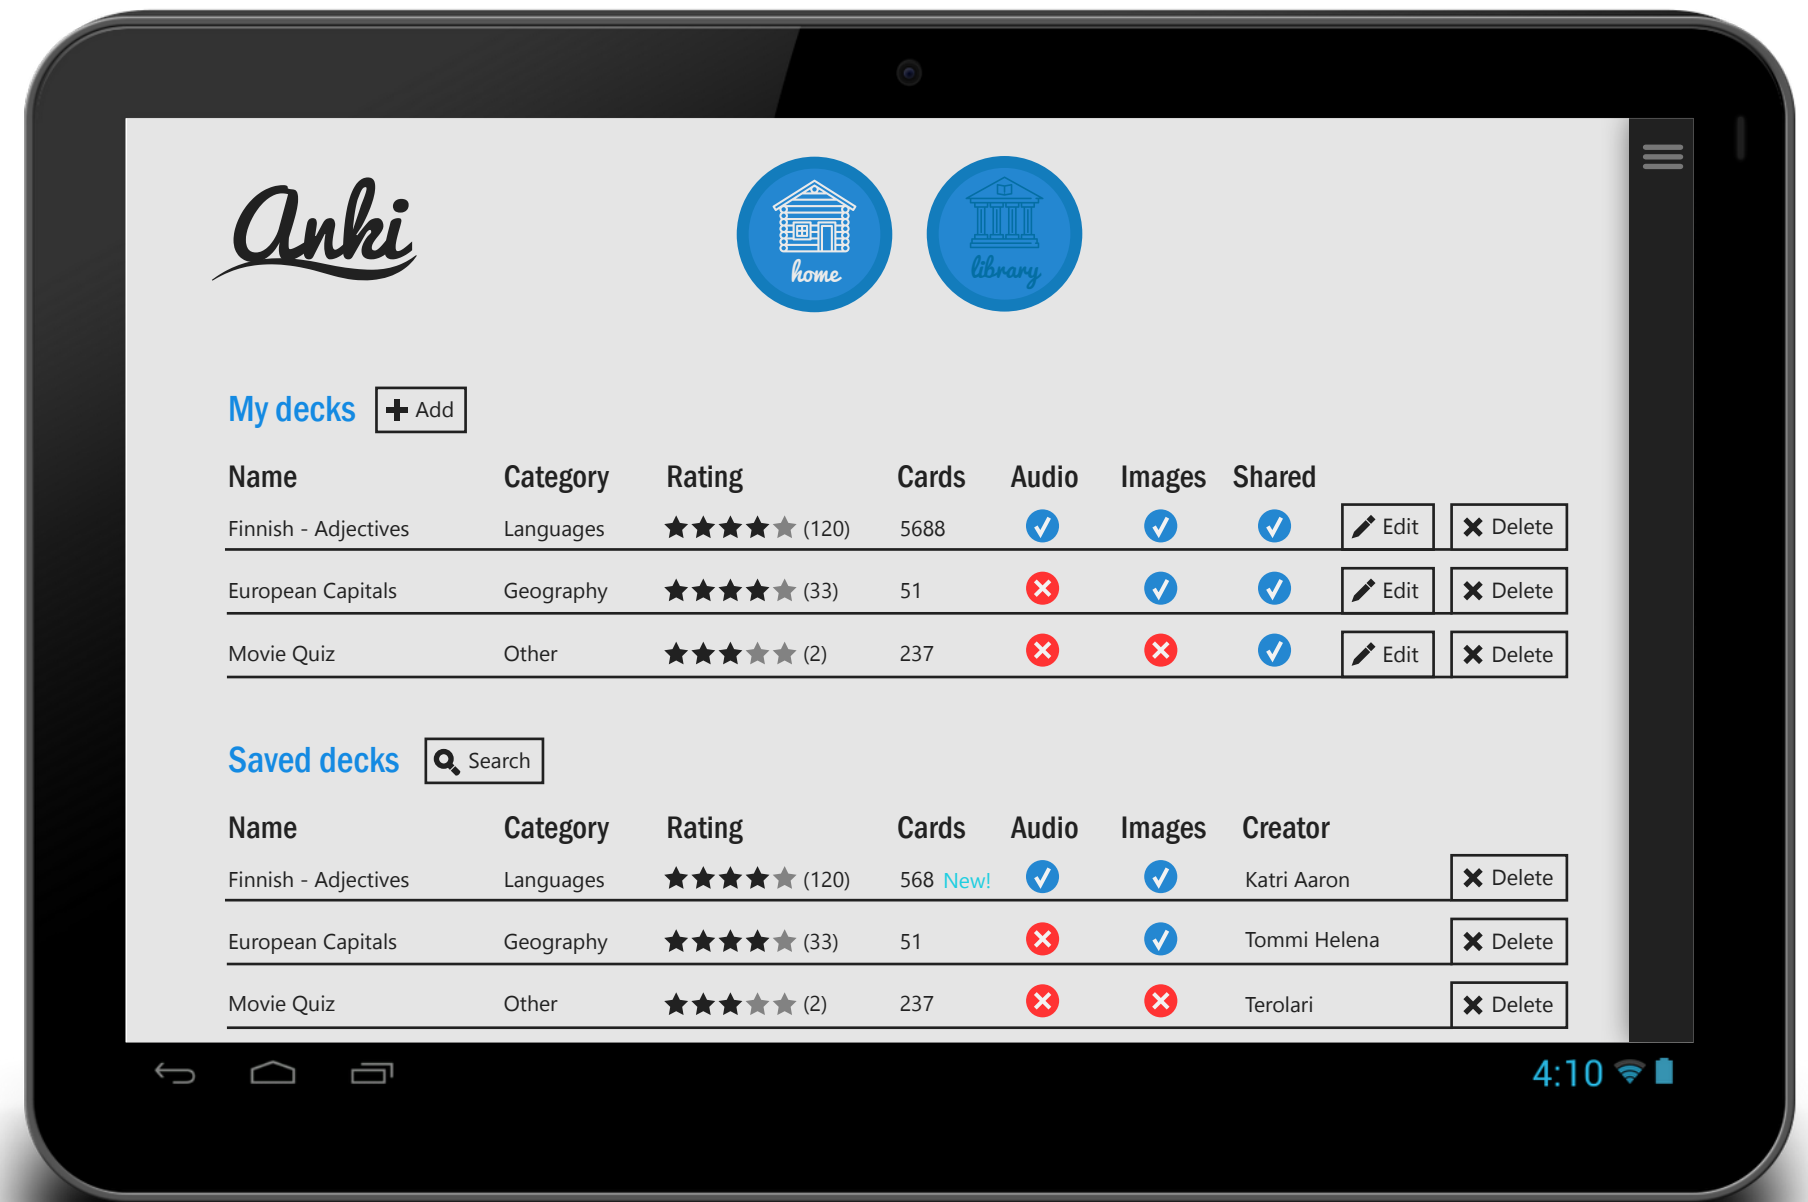 Anki
home
library
My decks
Add
Name Category Rating Cards Audio Images Shared
Finnish - Adjectives Languages (120) 5688 Edit Delete
European Capitals Geography (33) 51 Edit Delete
Movie Quiz Other (2) 237 Edit Delete
Saved decks
Search
Name Category Rating Cards Audio Images Creator
Finnish - Adjectives Languages (120) 568 New! Katri Aaron Delete
European Capitals Geography (33) 51 Tommi Helena Delete
Movie Quiz Other (2) 237 Terolari Delete
4:10